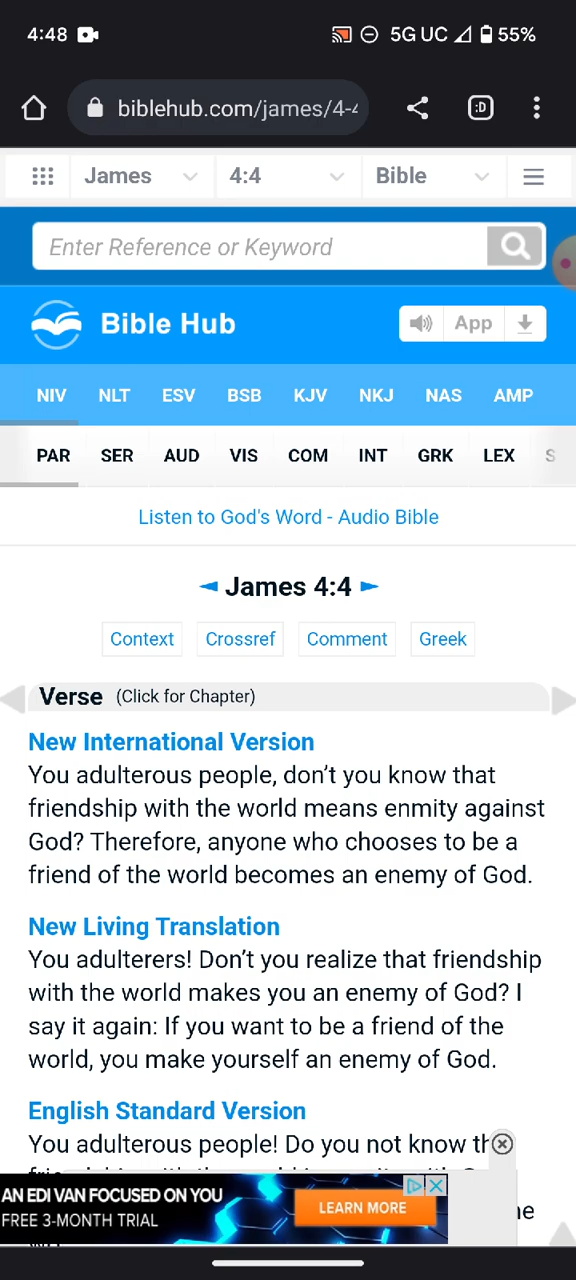 4:48 5G UC 55%
biblehub.com/james/4-4 :D
James 4:4 Bible
Enter Reference or Keyword
Bible Hub App
NIV NLT ESV BSB KJV NKJ NAS AMP
PAR SER AUD VIS COM INT GRK LEX S
Listen to God's Word - Audio Bible
◄ James 4:4 ►
Context Crossref Comment Greek
Verse (Click for Chapter)
New International Version
You adulterous people, don’t you know that
friendship with the world means enmity against
God? Therefore, anyone who chooses to be a
friend of the world becomes an enemy of God.
New Living Translation
You adulterers! Don’t you realize that friendship
with the world makes you an enemy of God? I
say it again: If you want to be a friend of the
world, you make yourself an enemy of God.
English Standard Version
You adulterous people! Do you not know th
AN EDI VAN FOCUSED ON YOU
FREE 3-MONTH TRIAL
LEARN MORE